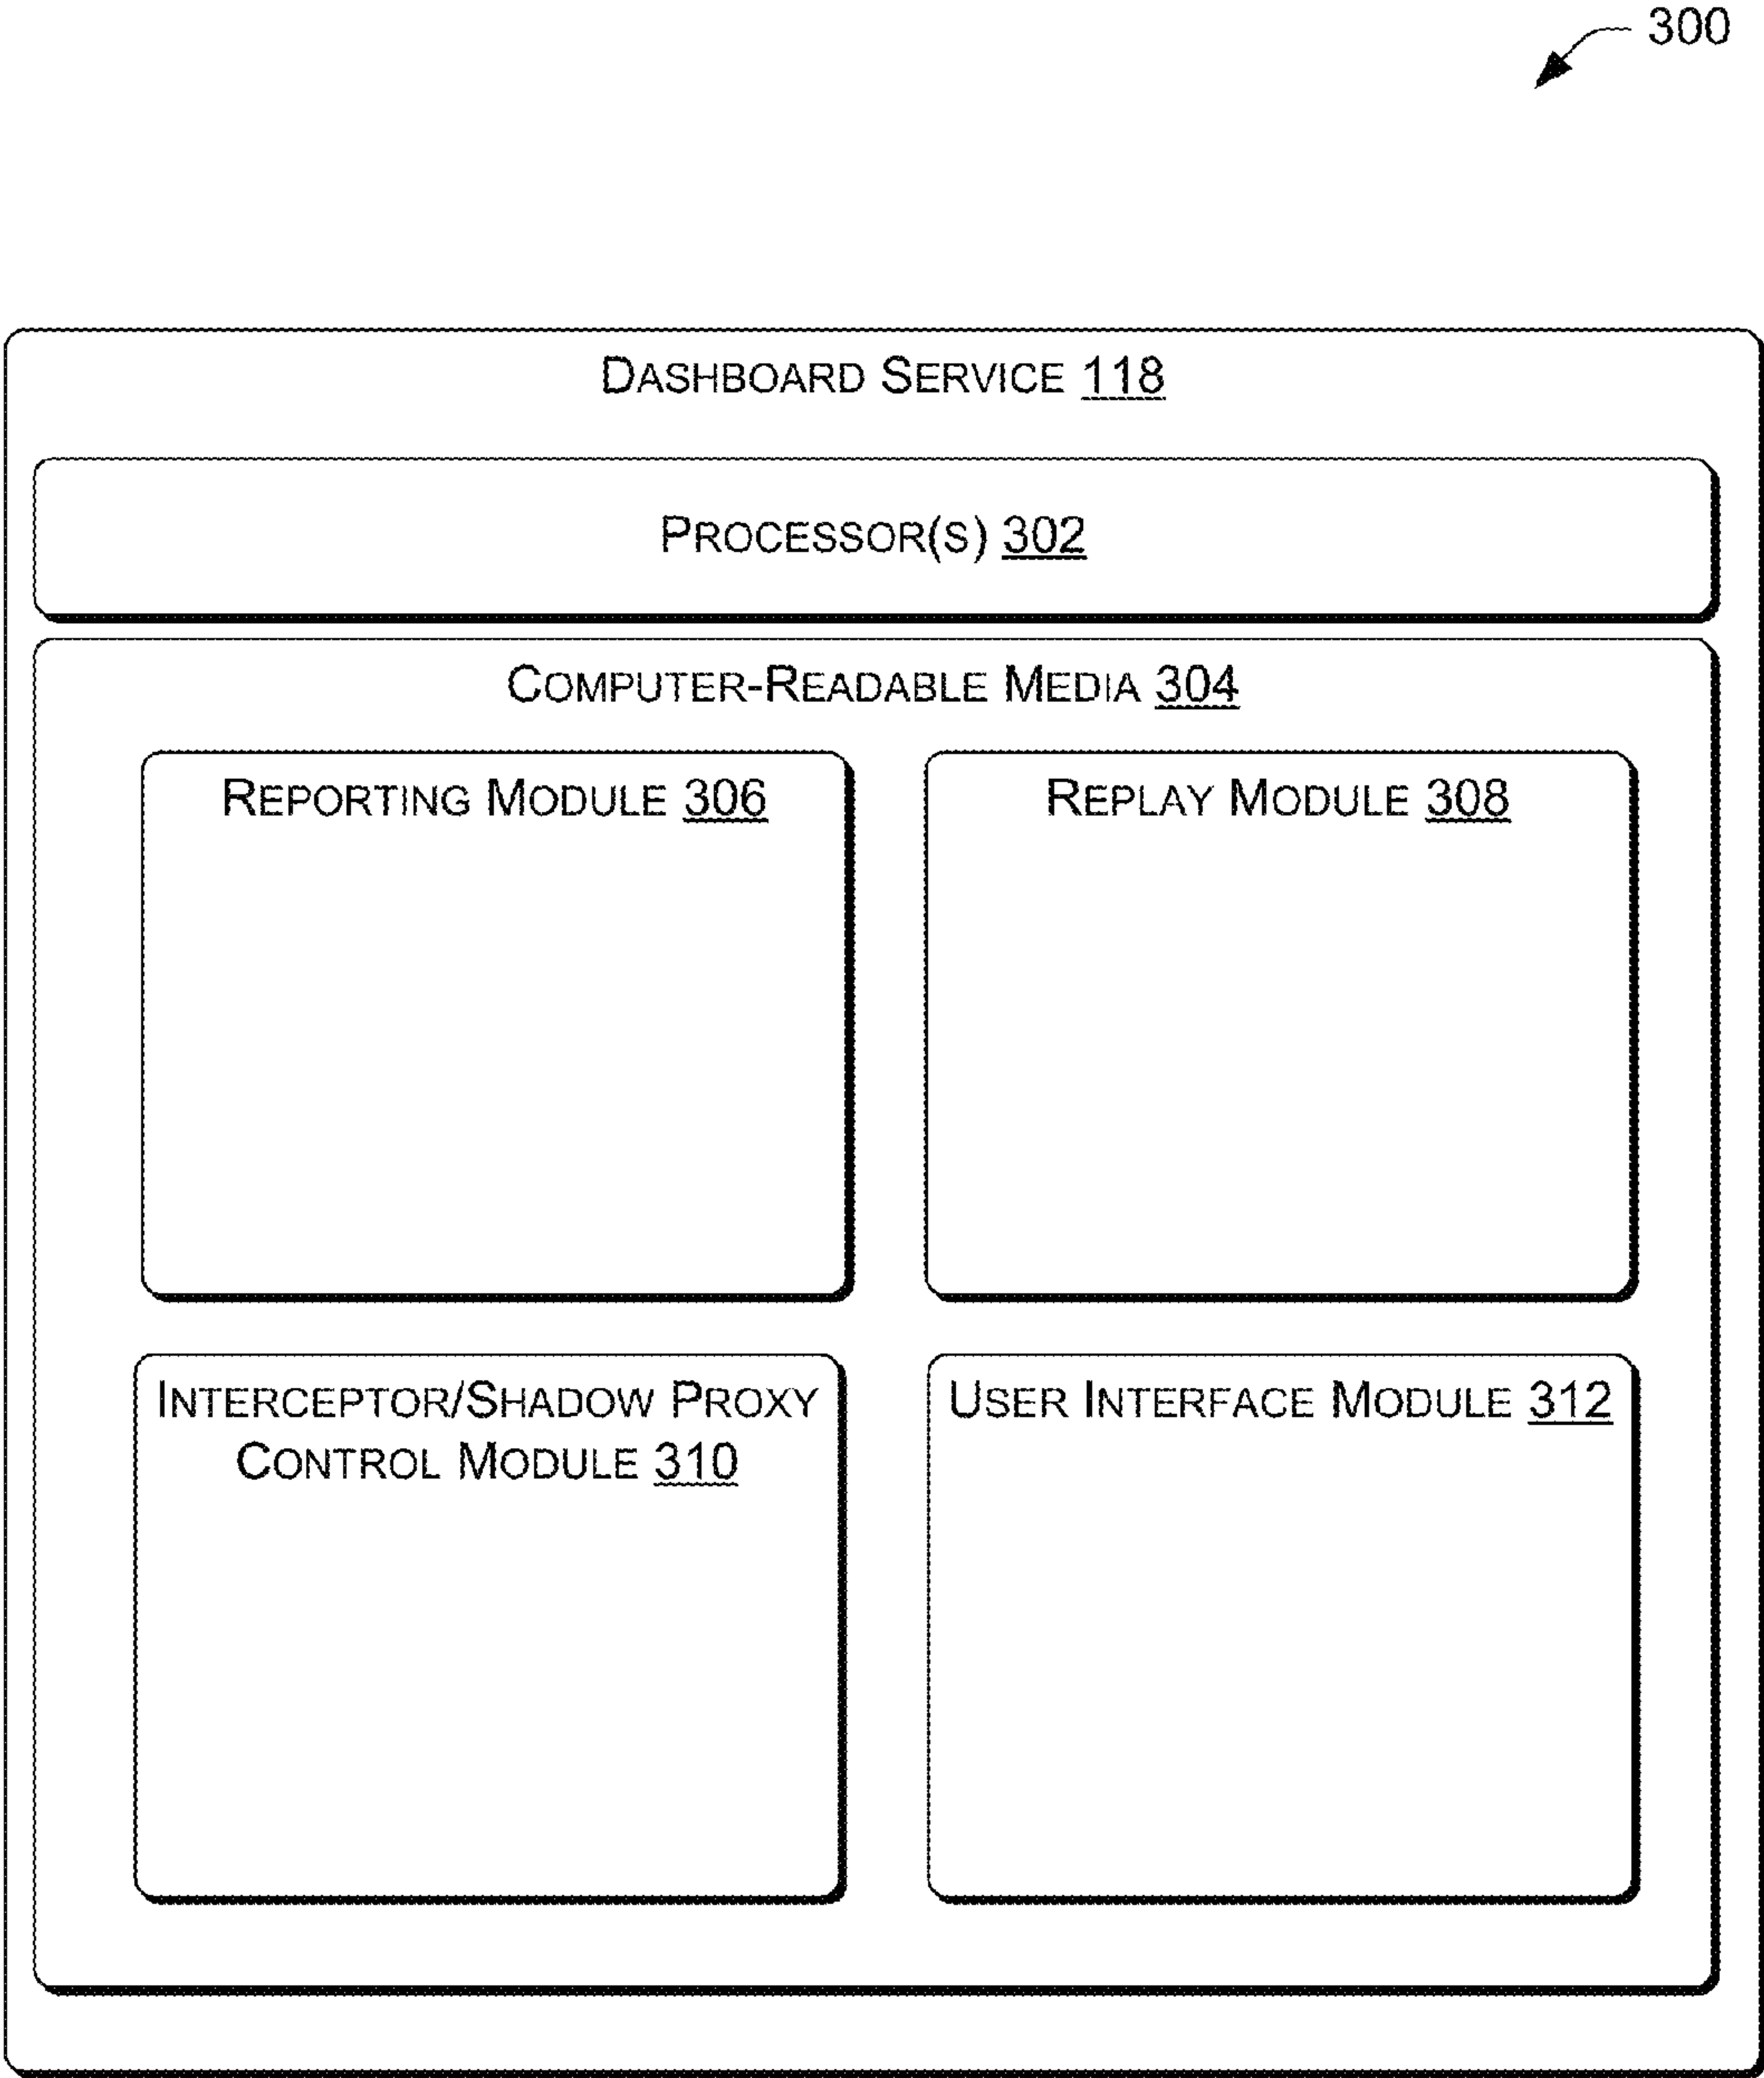 300
DASHBOARD SERVICE 118
PROCESSOR(S) 302
COMPUTER-READABLE MEDIA 304
REPORTING MODULE 306
REPLAY MODULE 308
INTERCEPTOR/SHADOW PROXY
CONTROL MODULE 310
USER INTERFACE MODULE 312